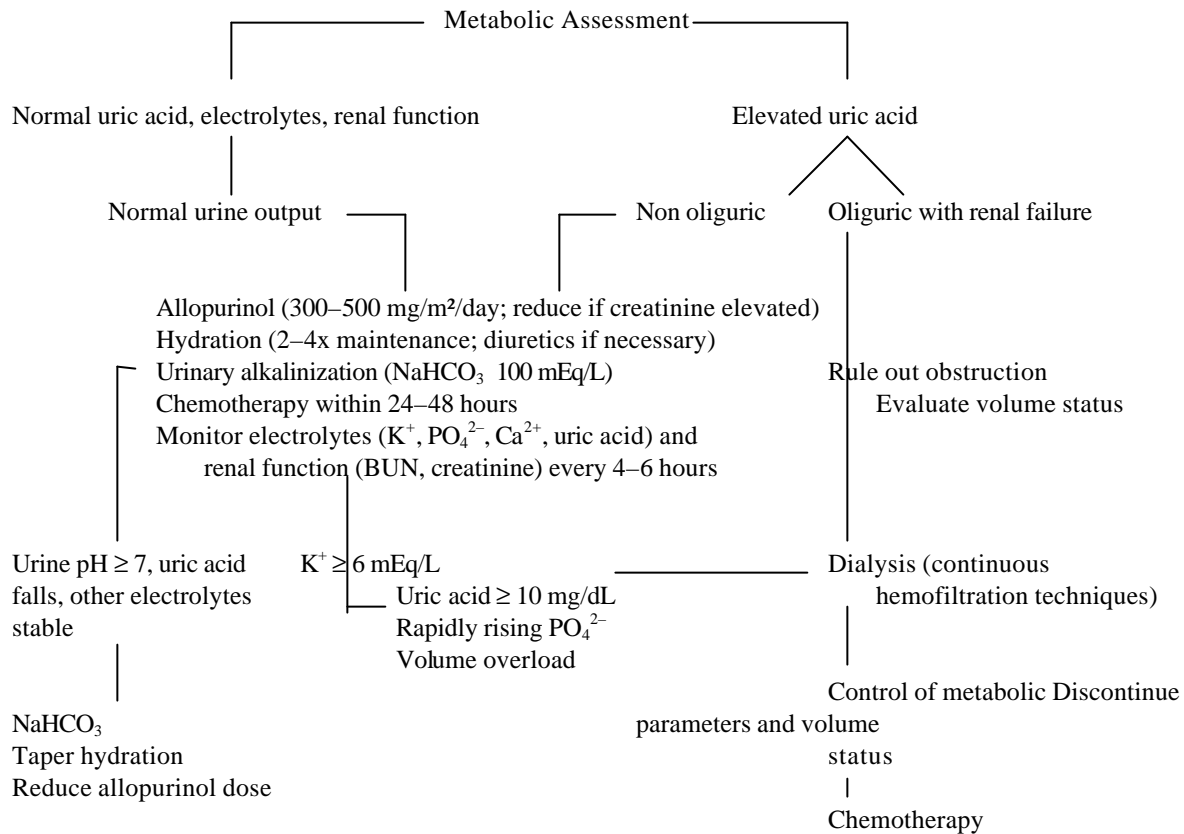 Metabolic Assessment
Normal uric acid, electrolytes, renal function
Elevated uric acid
Normal urine output
Non oliguric
Oliguric with renal failure
Allopurinol (300–500 mg/m²/day; reduce if creatinine elevated)
Hydration (2–4x maintenance; diuretics if necessary)
Urinary alkalinization (NaHCO₃ 100 mEq/L)
Chemotherapy within 24–48 hours
Monitor electrolytes (K⁺, PO₄²⁻, Ca²⁺, uric acid) and
renal function (BUN, creatinine) every 4–6 hours
Rule out obstruction
Evaluate volume status
Urine pH ≥ 7, uric acid
falls, other electrolytes
stable
K⁺ ≥ 6 mEq/L
Uric acid ≥ 10 mg/dL
Rapidly rising PO₄²⁻
Volume overload
Dialysis (continuous
hemofiltration techniques)
NaHCO₃
Taper hydration
Reduce allopurinol dose
Control of metabolic Discontinue
parameters and volume
status
Chemotherapy